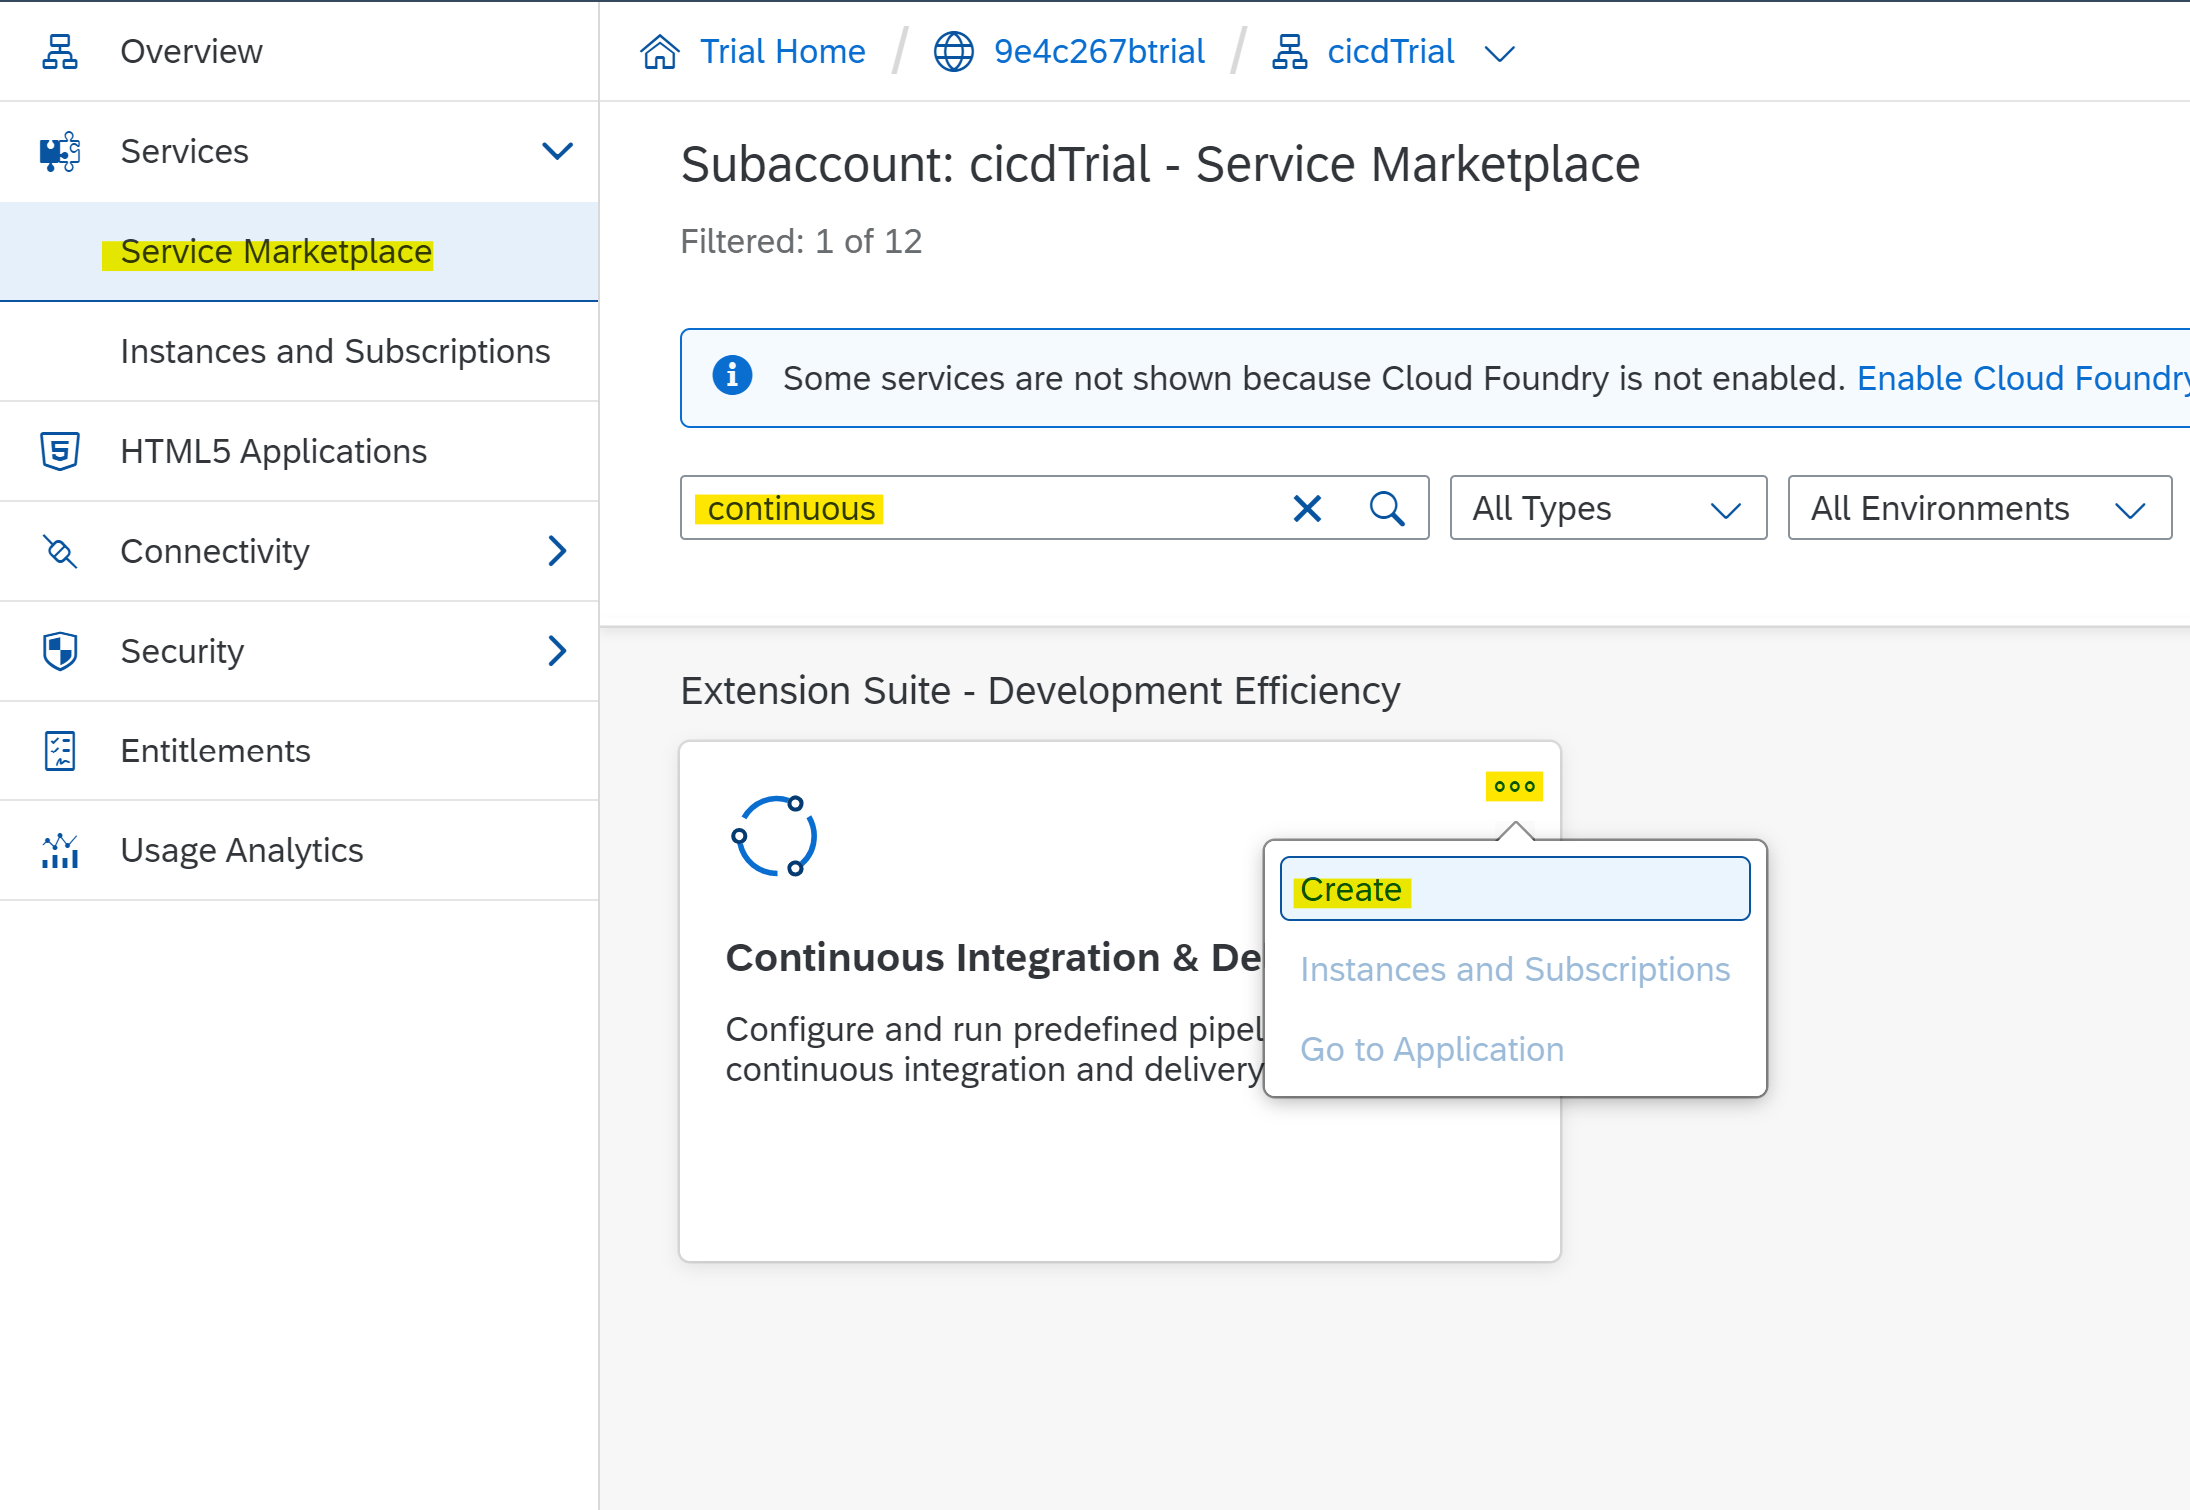 Overview
Services
Service Marketplace
Instances and Subscriptions
HTML5 Applications
Connectivity
Security
Entitlements
Usage Analytics
Trial Home / 9e4c267btrial / cicdTrial
Subaccount: cicdTrial - Service Marketplace
Filtered: 1 of 12
Some services are not shown because Cloud Foundry is not enabled. Enable Cloud Foundry
continuous
All Types
All Environments
Extension Suite - Development Efficiency
Continuous Integration &
Configure and run predefined
continuous integration and delivery
Create
Instances and Subscriptions
Go to Application